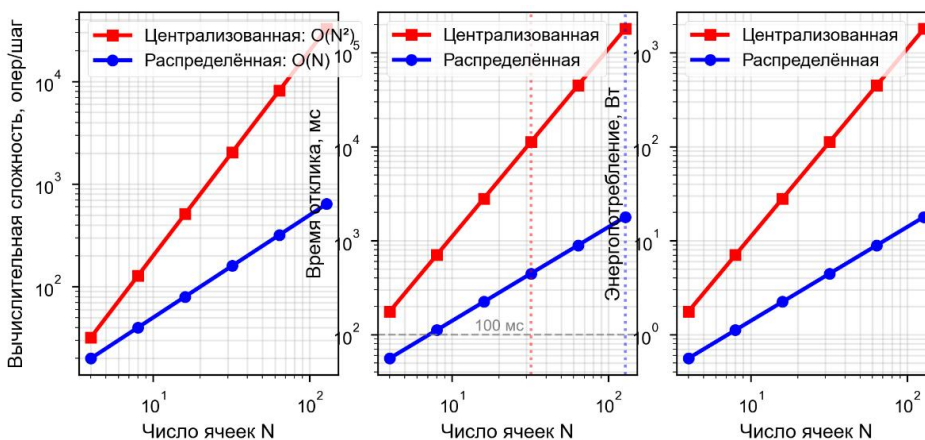 Вычислительная сложность, опер/шаг
10⁴
10³
10²
Централизованная: O(N²)
Распределённая: O(N)
10¹
10²
Число ячеек N
Время отклика, мс
10⁵
10⁴
10³
10²
Централизованная
Распределённая
100 мс
10¹
10²
Число ячеек N
Энергопотребление, Вт
10³
10²
10¹
10⁰
Централизованная
Распределённая
10¹
10²
Число ячеек N